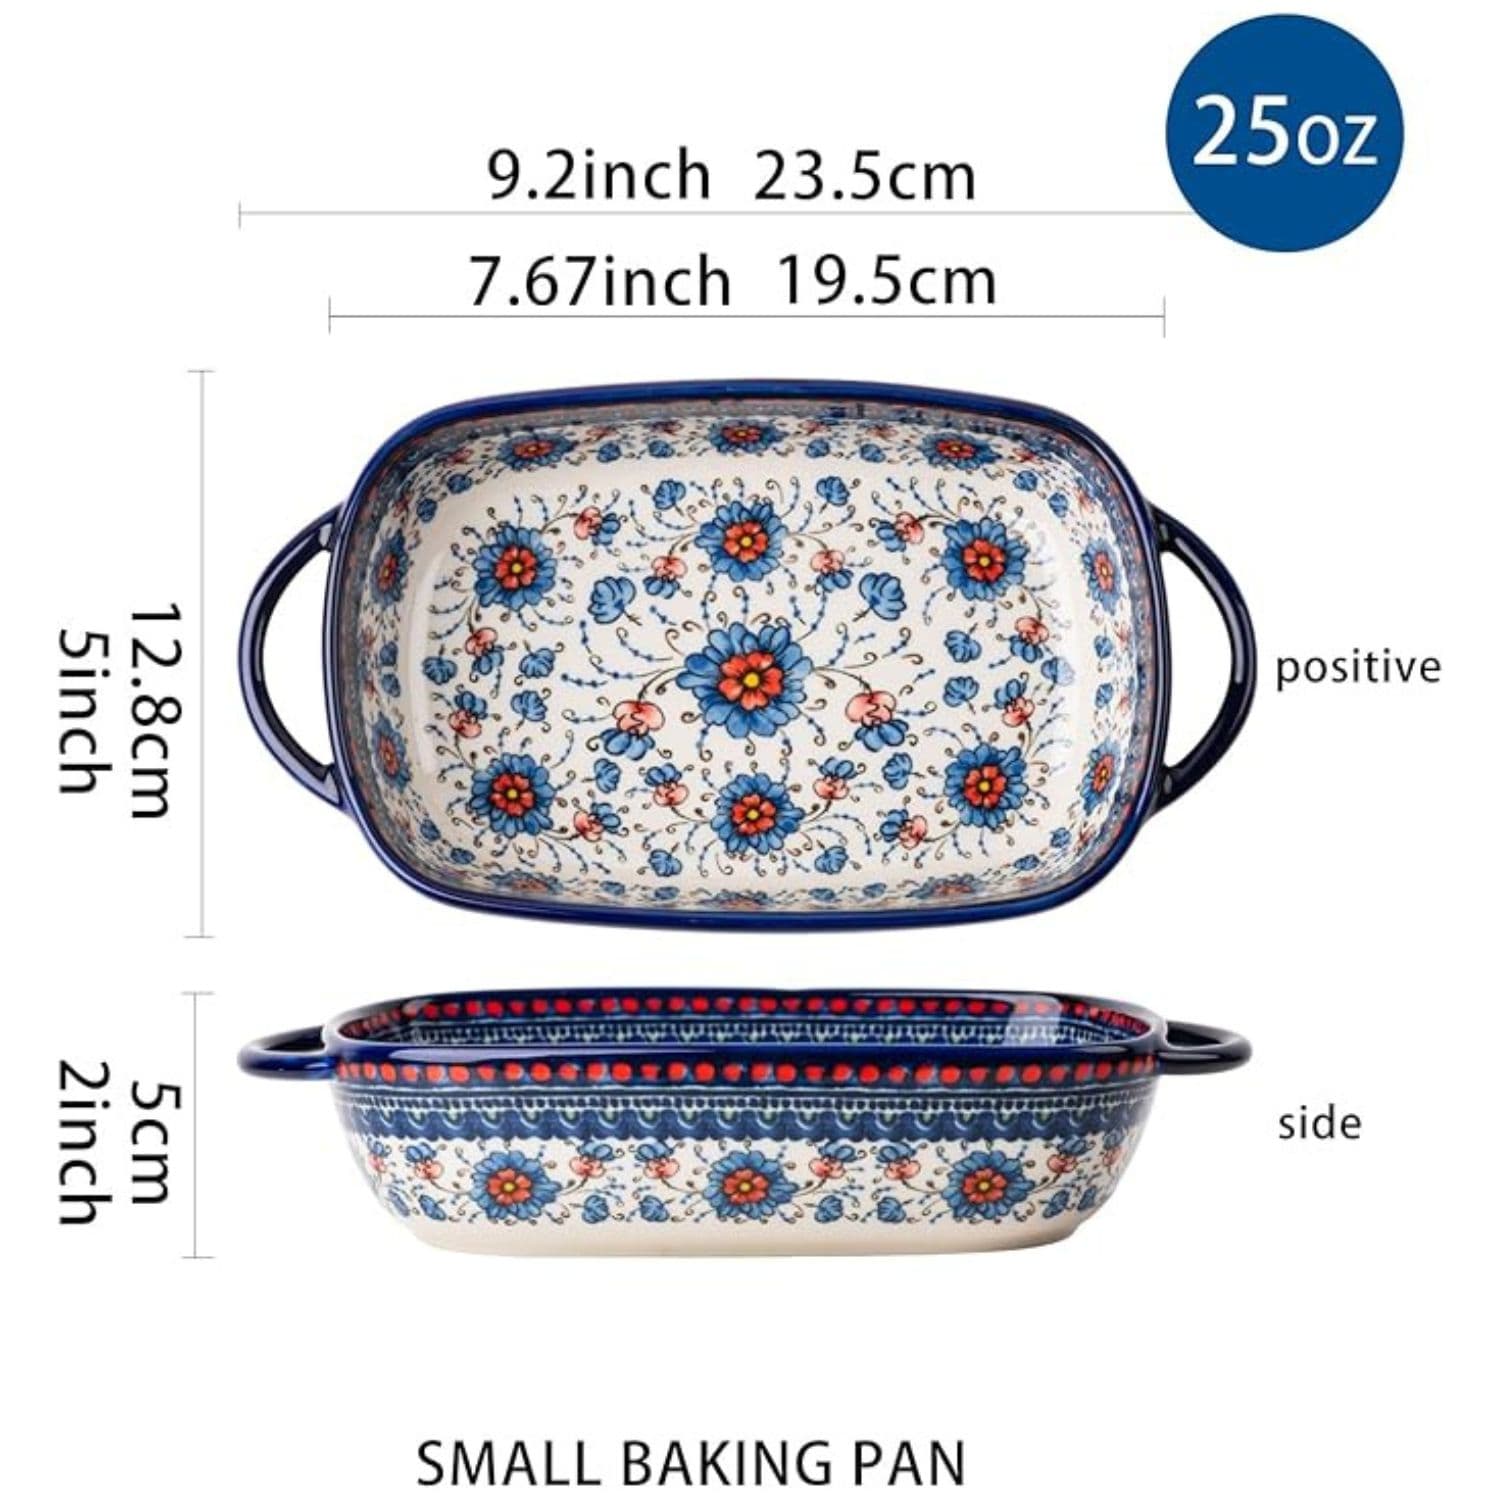 25oz
9.2inch 23.5cm
7.67inch 19.5cm
12.8cm
5inch
positive
5cm
2inch
side
SMALL BAKING PAN